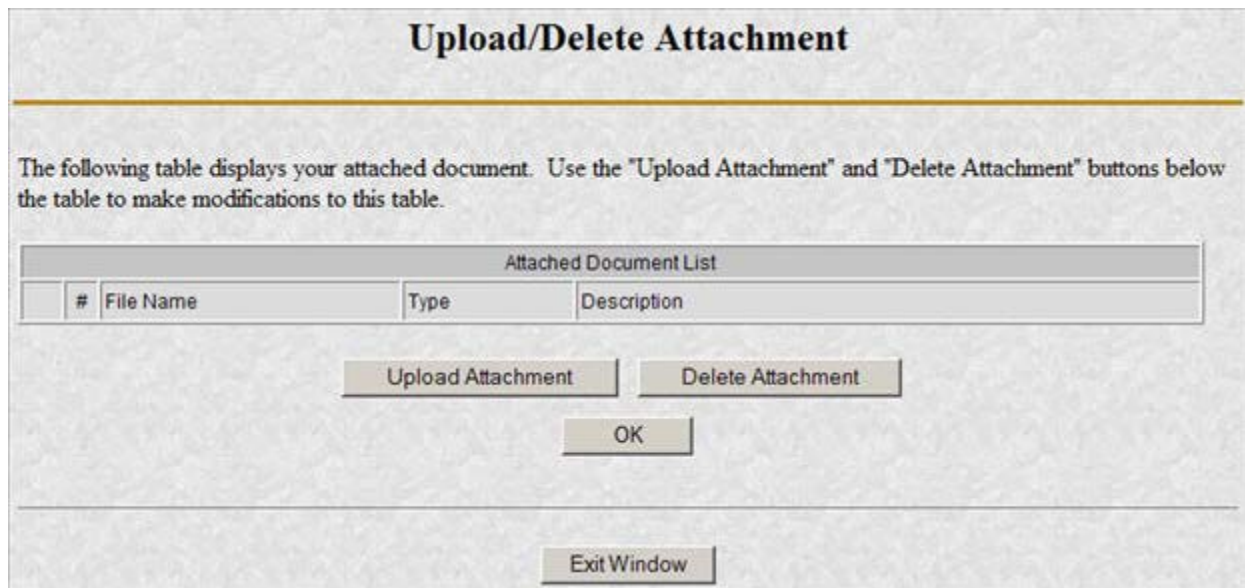 Upload/Delete Attachment
The following table displays your attached document.  Use the "Upload Attachment" and "Delete Attachment" buttons below
the table to make modifications to this table.
Attached Document List
# File Name Type Description
Upload Attachment Delete Attachment
OK
Exit Window